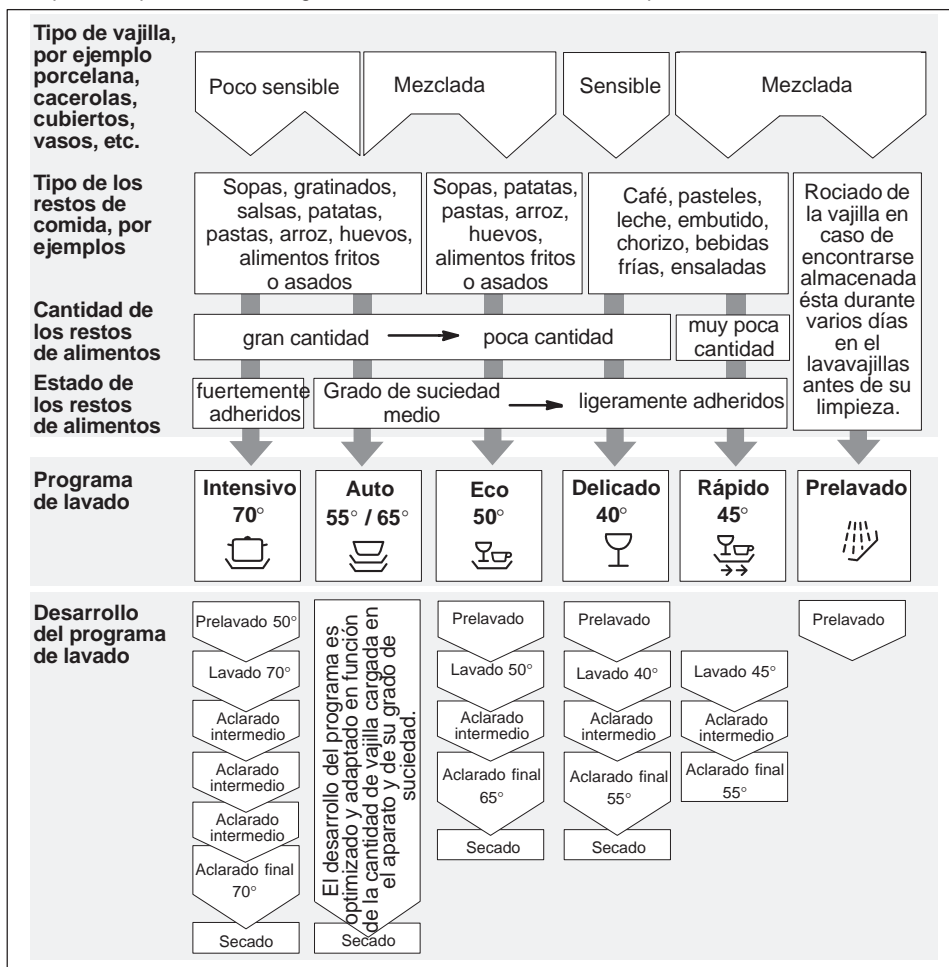 Tipo de vajilla,
por ejemplo
porcelana,
cacerolas,
cubiertos,
vasos, etc.
Poco sensible
Mezclada
Sensible
Mezclada
Tipo de los
restos de
comida, por
ejemplos
Sopas, gratinados,
salsas, patatas,
pastas, arroz, huevos,
alimentos fritos
o asados
Sopas, patatas,
pastas, arroz,
huevos,
alimentos fritos
o asados
Café, pasteles,
leche, embutido,
chorizo, bebidas
frías, ensaladas
Rociado de
la vajilla en
caso de
encontrarse
almacenada
ésta durante
varios días
en el
lavavajillas
antes de su
limpieza.
Cantidad de
los restos
de alimentos
gran cantidad
poca cantidad
muy poca
cantidad
Estado de
los restos
de alimentos
fuertemente
adheridos
Grado de suciedad
medio
ligeramente adheridos
Programa
de lavado
Intensivo
70°
Auto
55° / 65°
Eco
50°
Delicado
40°
Rápido
45°
Prelavado
Desarrollo
del programa
de lavado
Prelavado 50°
Lavado 70°
Aclarado
intermedio
Aclarado
intermedio
Aclarado
intermedio
Aclarado final
70°
Secado
El desarrollo del programa es
optimizado y adaptado en función
de la cantidad de vajilla cargada en
el aparato y de su grado de
suciedad.
Secado
Prelavado
Lavado 50°
Aclarado
intermedio
Aclarado final
65°
Secado
Prelavado
Lavado 40°
Aclarado
intermedio
Aclarado final
55°
Secado
Lavado 45°
Aclarado
intermedio
Aclarado final
55°
Prelavado